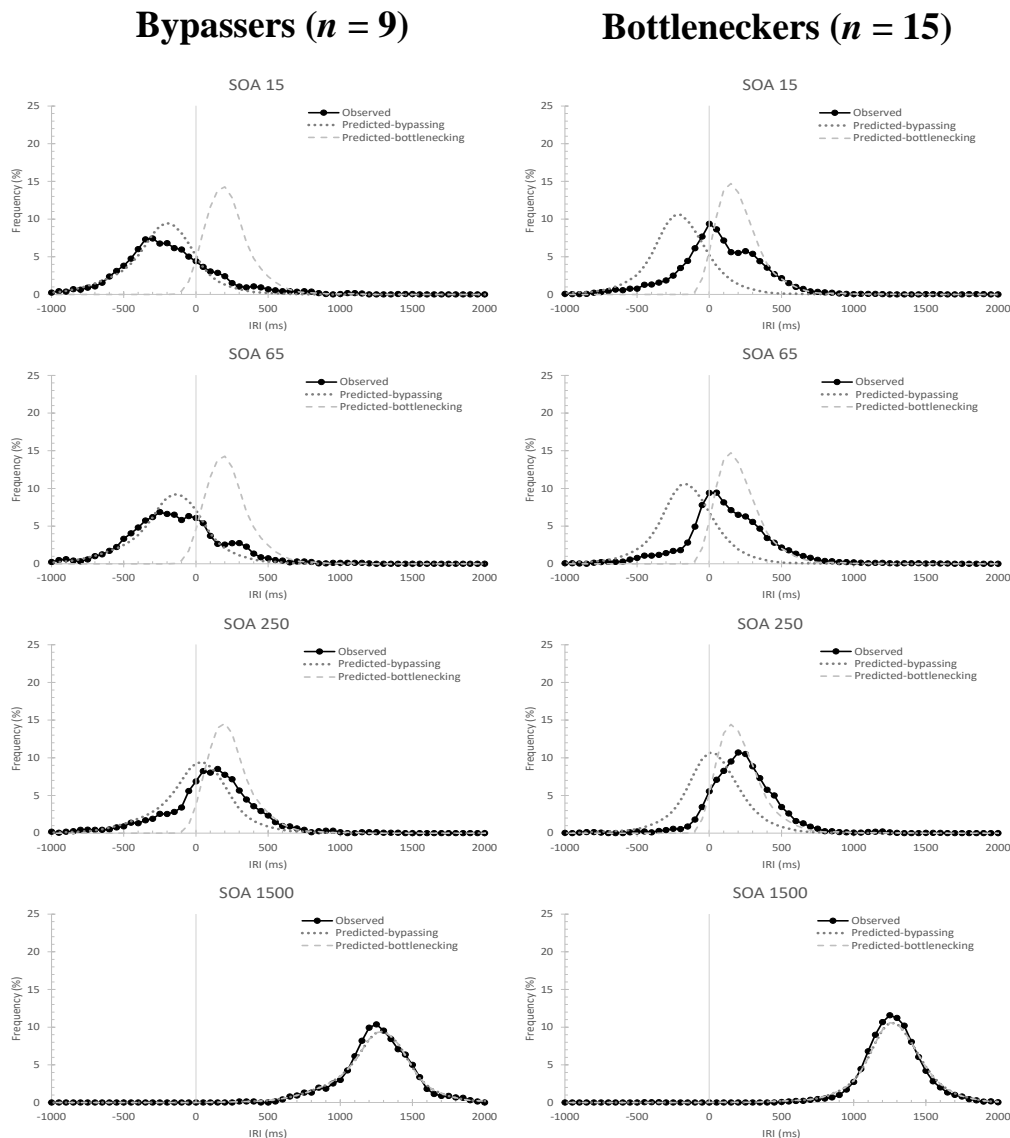 Bypassers (n = 9)
Bottleneckers (n = 15)
SOA 15
25
20
15
10
5
0
Frequency (%)
Observed
Predicted-bypassing
Predicted-bottlenecking
-1000 -500 0 500 1000 1500 2000
IRI (ms)
SOA 15
25
20
15
10
5
0
Frequency (%)
Observed
Predicted-bypassing
Predicted-bottlenecking
-1000 -500 0 500 1000 1500 2000
IRI (ms)
SOA 65
25
20
15
10
5
0
Frequency (%)
Observed
Predicted-bypassing
Predicted-bottlenecking
-1000 -500 0 500 1000 1500 2000
IRI (ms)
SOA 65
25
20
15
10
5
0
Frequency (%)
Observed
Predicted-bypassing
Predicted-bottlenecking
-1000 -500 0 500 1000 1500 2000
IRI (ms)
SOA 250
25
20
15
10
5
0
Frequency (%)
Observed
Predicted-bypassing
Predicted-bottlenecking
-1000 -500 0 500 1000 1500 2000
IRI (ms)
SOA 250
25
20
15
10
5
0
Frequency (%)
Observed
Predicted-bypassing
Predicted-bottlenecking
-1000 -500 0 500 1000 1500 2000
IRI (ms)
SOA 1500
25
20
15
10
5
0
Frequency (%)
Observed
Predicted-bypassing
Predicted-bottlenecking
-1000 -500 0 500 1000 1500 2000
IRI (ms)
SOA 1500
25
20
15
10
5
0
Frequency (%)
Observed
Predicted-bypassing
Predicted-bottlenecking
-1000 -500 0 500 1000 1500 2000
IRI (ms)